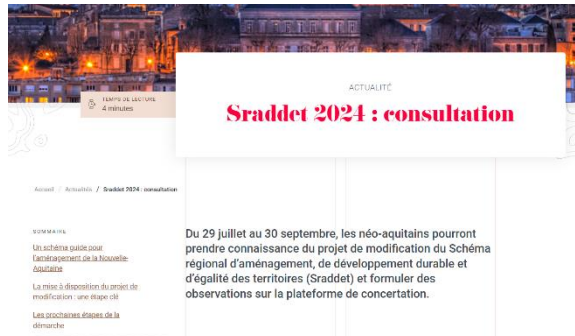 ACTUALITÉ
Sraddet 2024 : consultation
TEMPS DE LECTURE
4 minutes
Accueil / Actualités / Sraddet 2024 : consultation
SOMMAIRE
Un schéma guide pour
l'aménagement de la Nouvelle-
Aquitaine
La mise à disposition du projet de
modification : une étape clé
Les prochaines étapes de la
démarche
Du 29 juillet au 30 septembre, les néo-aquitains pourront
prendre connaissance du projet de modification du Schéma
régional d'aménagement, de développement durable et
d'égalité des territoires (Sraddet) et formuler des
observations sur la plateforme de concertation.